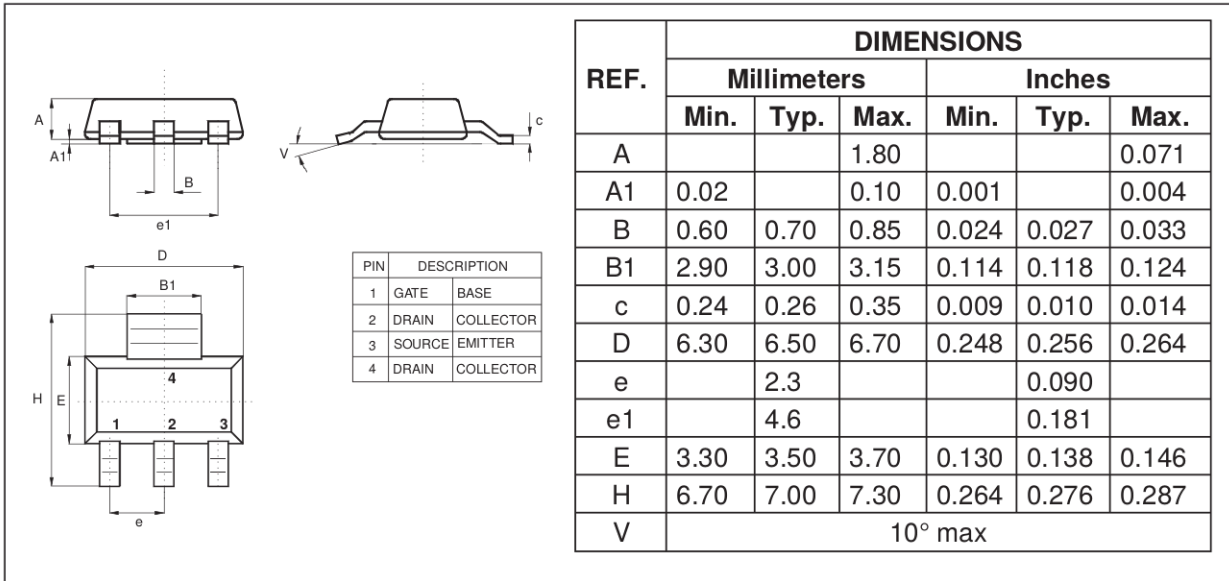 A
A1
B
e1
V
c
D
B1
H
E
4
1 2 3
e
PIN DESCRIPTION
1 GATE BASE
2 DRAIN COLLECTOR
3 SOURCE EMITTER
4 DRAIN COLLECTOR
REF. DIMENSIONS
Millimeters Inches
Min. Typ. Max. Min. Typ. Max.
A 1.80 0.071
A1 0.02 0.10 0.001 0.004
B 0.60 0.70 0.85 0.024 0.027 0.033
B1 2.90 3.00 3.15 0.114 0.118 0.124
c 0.24 0.26 0.35 0.009 0.010 0.014
D 6.30 6.50 6.70 0.248 0.256 0.264
e 2.3 0.090
e1 4.6 0.181
E 3.30 3.50 3.70 0.130 0.138 0.146
H 6.70 7.00 7.30 0.264 0.276 0.287
V 10° max